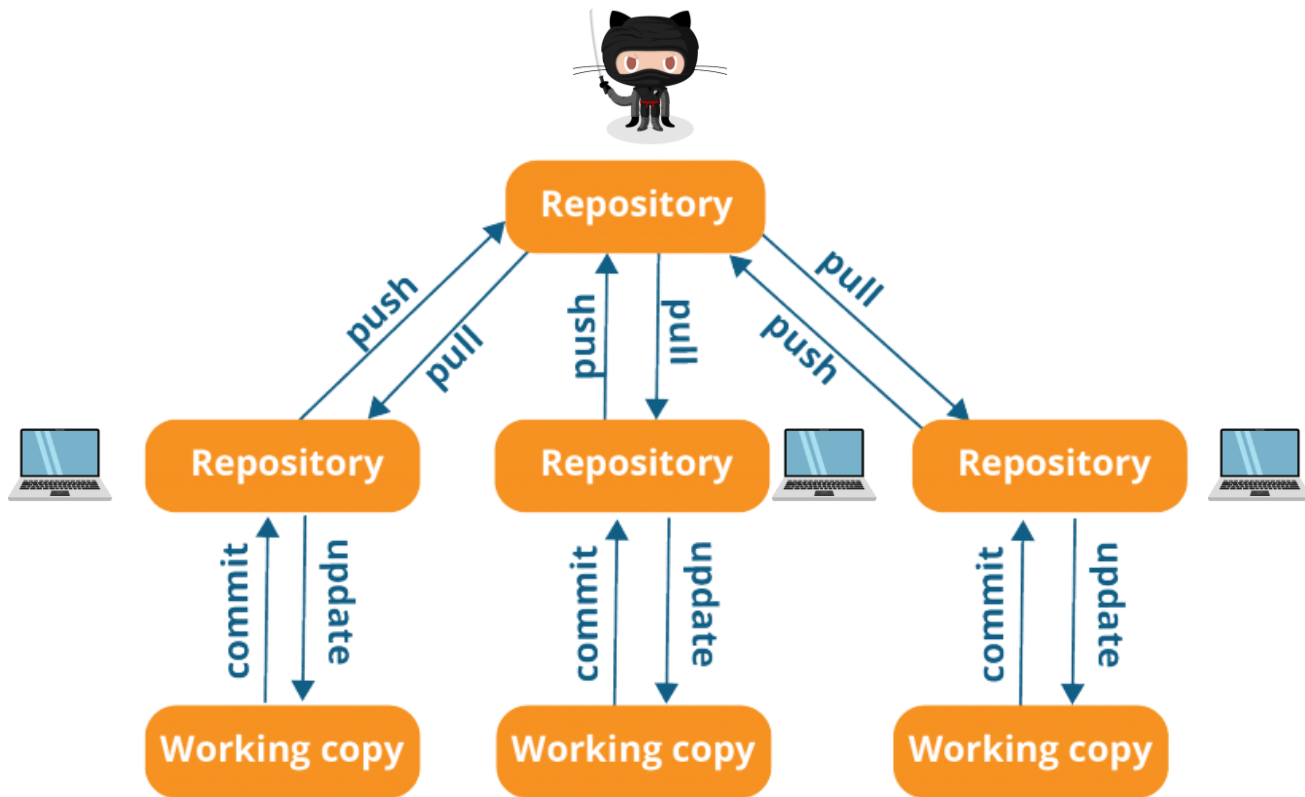 Repository
push
pull
push
pull
push
pull
Repository
Repository
Repository
commit
update
commit
update
commit
update
Working copy
Working copy
Working copy